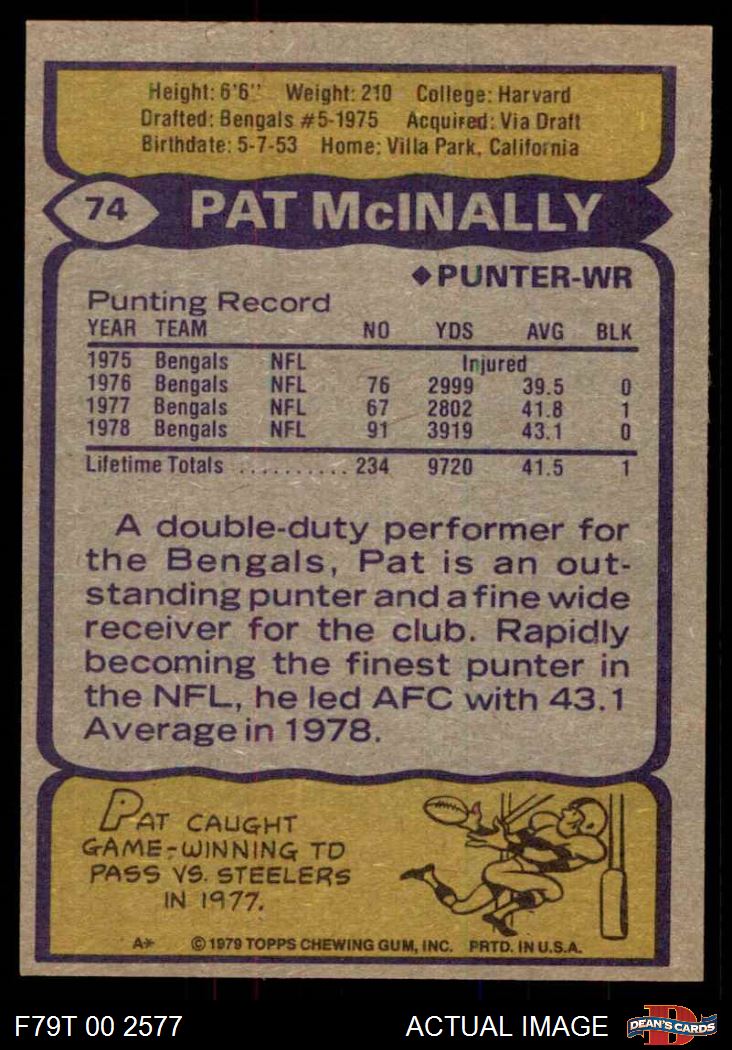 Height: 6'6" Weight: 210 College: Harvard
Drafted: Bengals #5-1975 Acquired: Via Draft
Birthdate: 5-7-53 Home: Villa Park, California
74 PAT McINALLY
◆PUNTER-WR
Punting Record
YEAR TEAM NO YDS AVG BLK
1975 Bengals NFL Injured
1976 Bengals NFL 76 2999 39.5 0
1977 Bengals NFL 67 2802 41.8 1
1978 Bengals NFL 91 3919 43.1 0
Lifetime Totals .......... 234 9720 41.5 1
A double-duty performer for
the Bengals, Pat is an out-
standing punter and a fine wide
receiver for the club. Rapidly
becoming the finest punter in
the NFL, he led AFC with 43.1
Average in 1978.
PAT CAUGHT
GAME-WINNING TD
PASS VS. STEELERS
IN 1977.
A* ©1979 TOPPS CHEWING GUM, INC. PRTD. IN U.S.A.
F79T 00 2577 ACTUAL IMAGE D DEAN'S CARDS